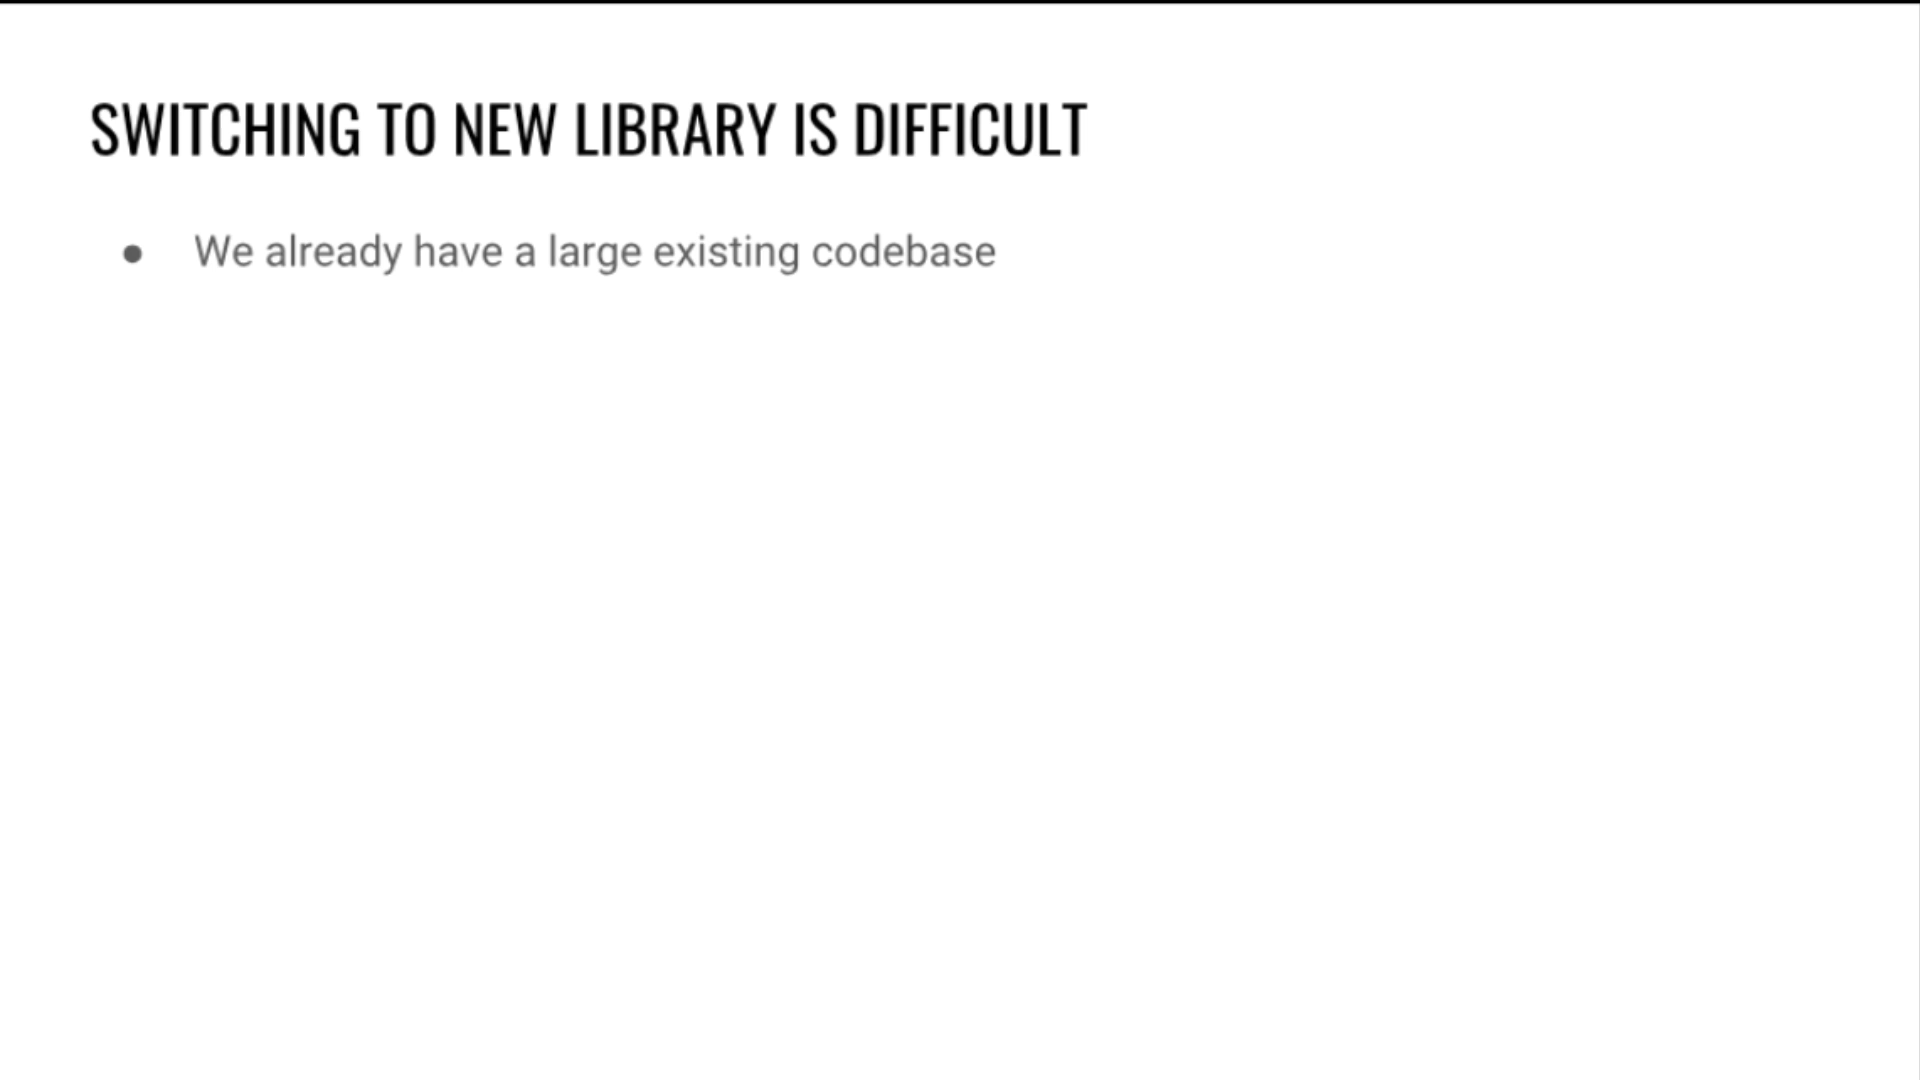 SWITCHING TO NEW LIBRARY IS DIFFICULT
● We already have a large existing codebase